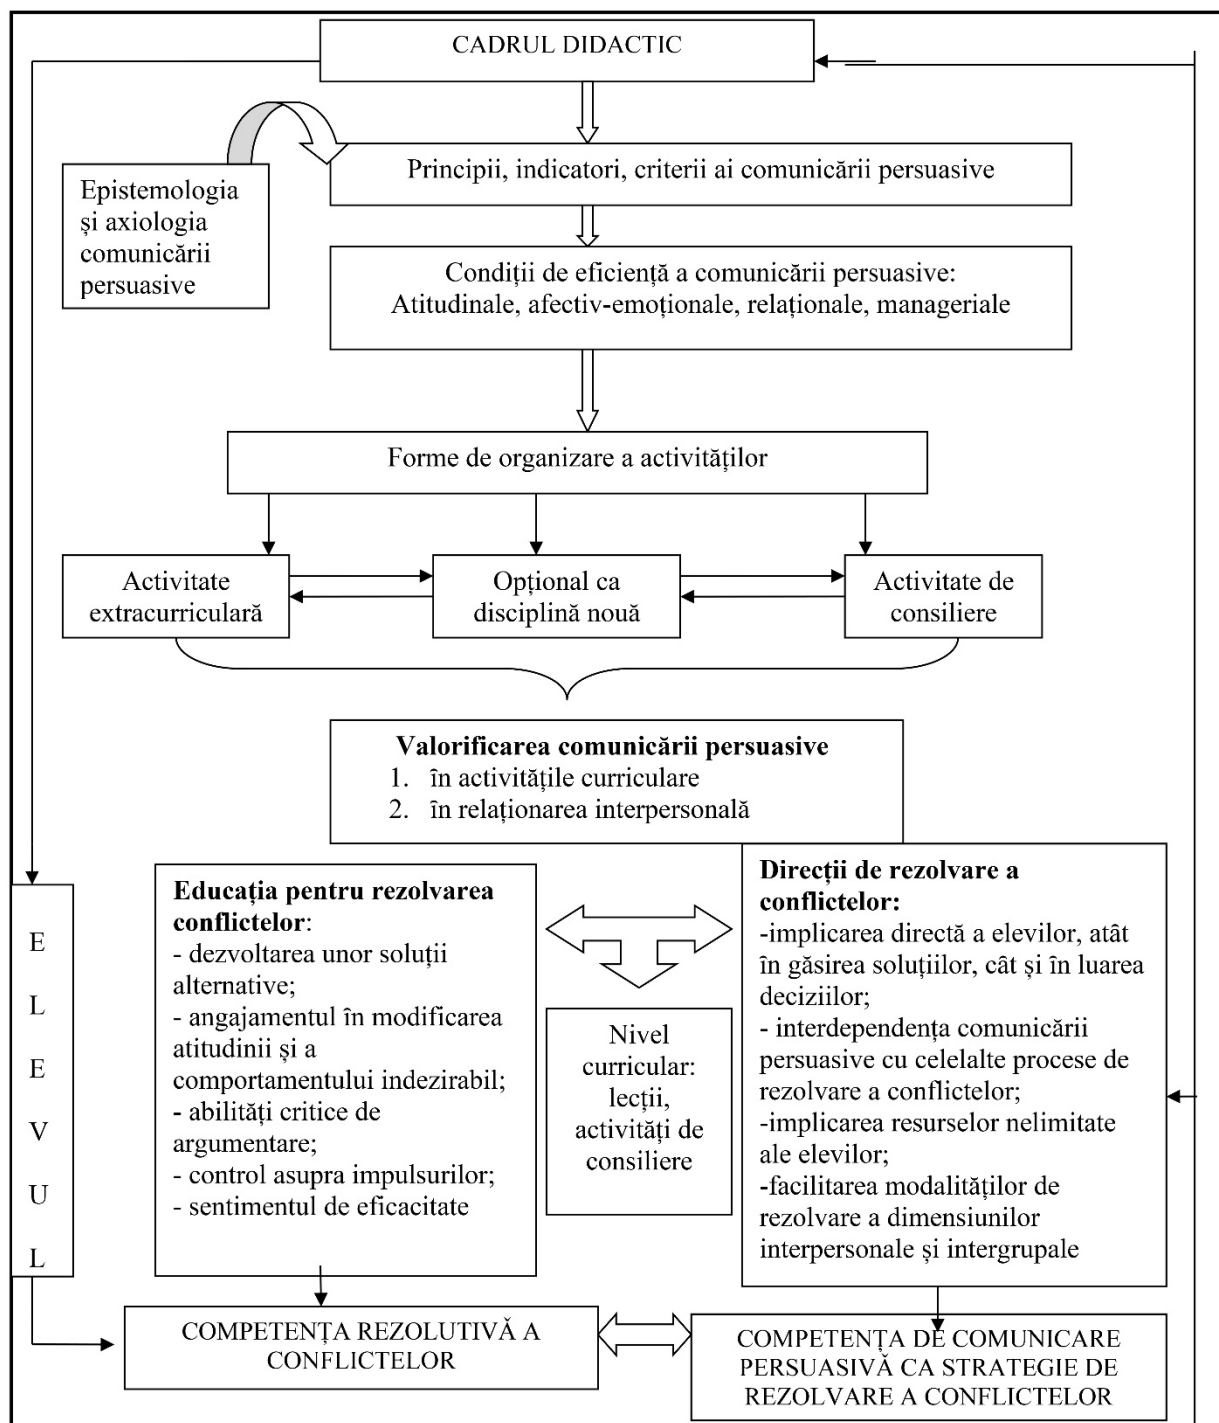 CADRUL DIDACTIC
Principii, indicatori, criterii ai comunicării persuasive
Epistemologia
și axiologia
comunicării
persuasive
Condiții de eficiență a comunicării persuasive:
Atitudinale, afectiv-emoționale, relaționale, manageriale
Forme de organizare a activităților
Activitate
extracurriculară
Opțional ca
disciplină nouă
Activitate de
consiliere
Valorificarea comunicării persuasive
1. în activitățile curriculare
2. în relaționarea interpersonală
E
L
E
V
U
L
Educația pentru rezolvarea
conflictelor:
- dezvoltarea unor soluții
alternative;
- angajamentul în modificarea
atitudinii și a
comportamentului indezirabil;
- abilități critice de
argumentare;
- control asupra impulsurilor;
- sentimentul de eficacitate
Nivel
curricular:
lecții,
activități de
consiliere
Direcții de rezolvare a
conflictelor:
-implicarea directă a elevilor, atât
în găsirea soluțiilor, cât și în luarea
deciziilor;
- interdependența comunicării
persuasive cu celelalte procese de
rezolvare a conflictelor;
-implicarea resurselor nelimitate
ale elevilor;
-facilitarea modalităților de
rezolvare a dimensiunilor
interpersonale și intergrupale
COMPETENȚA REZOLUTIVĂ A
CONFLICTELOR
COMPETENȚA DE COMUNICARE
PERSUASIVĂ CA STRATEGIE DE
REZOLVARE A CONFLICTELOR